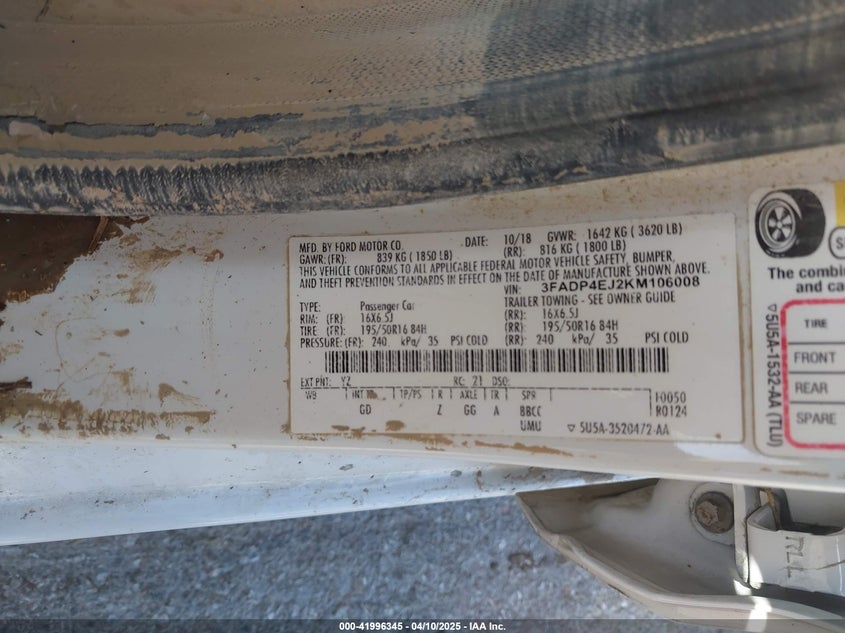 MFD. BY FORD MOTOR CO. DATE: 10/18 GVWR: 1642 KG ( 3620 LB)
GAWR: (FR): 839 KG ( 1850 LB) (RR): 816 KG ( 1800 LB)
THIS VEHICLE CONFORMS TO ALL APPLICABLE FEDERAL MOTOR VEHICLE SAFETY, BUMPER,
AND THEFT PREVENTION STANDARDS IN EFFECT ON THE DATE OF MANUFACTURE SHOWN ABOVE.
VIN: 3FADP4EJ2KM106008
TYPE: Passenger Car TRAILER TOWING - SEE OWNER GUIDE
RIM: (FR) 16X6.5J (RR): 16X6.5J
TIRE: (FR) 195/50R16 84H (RR): 195/50R16 84H
PRESSURE: (FR) 240 kPa/ 35 PSI COLD (RR): 240 kPa/ 35 PSI COLD
EXT PNT: YZ RC: 21 DSO:
WB INT TR TP/PS R AXLE TR SPR
GD Z GG A BBCC
UMU
10050
R0124
▽ 5U5A-3520472-AA
The combin
and ca
▽5U5A-1532-AA (TLU)
TIRE
FRONT
REAR
SPARE
000-41996345 - 04/10/2025 - IAA Inc.